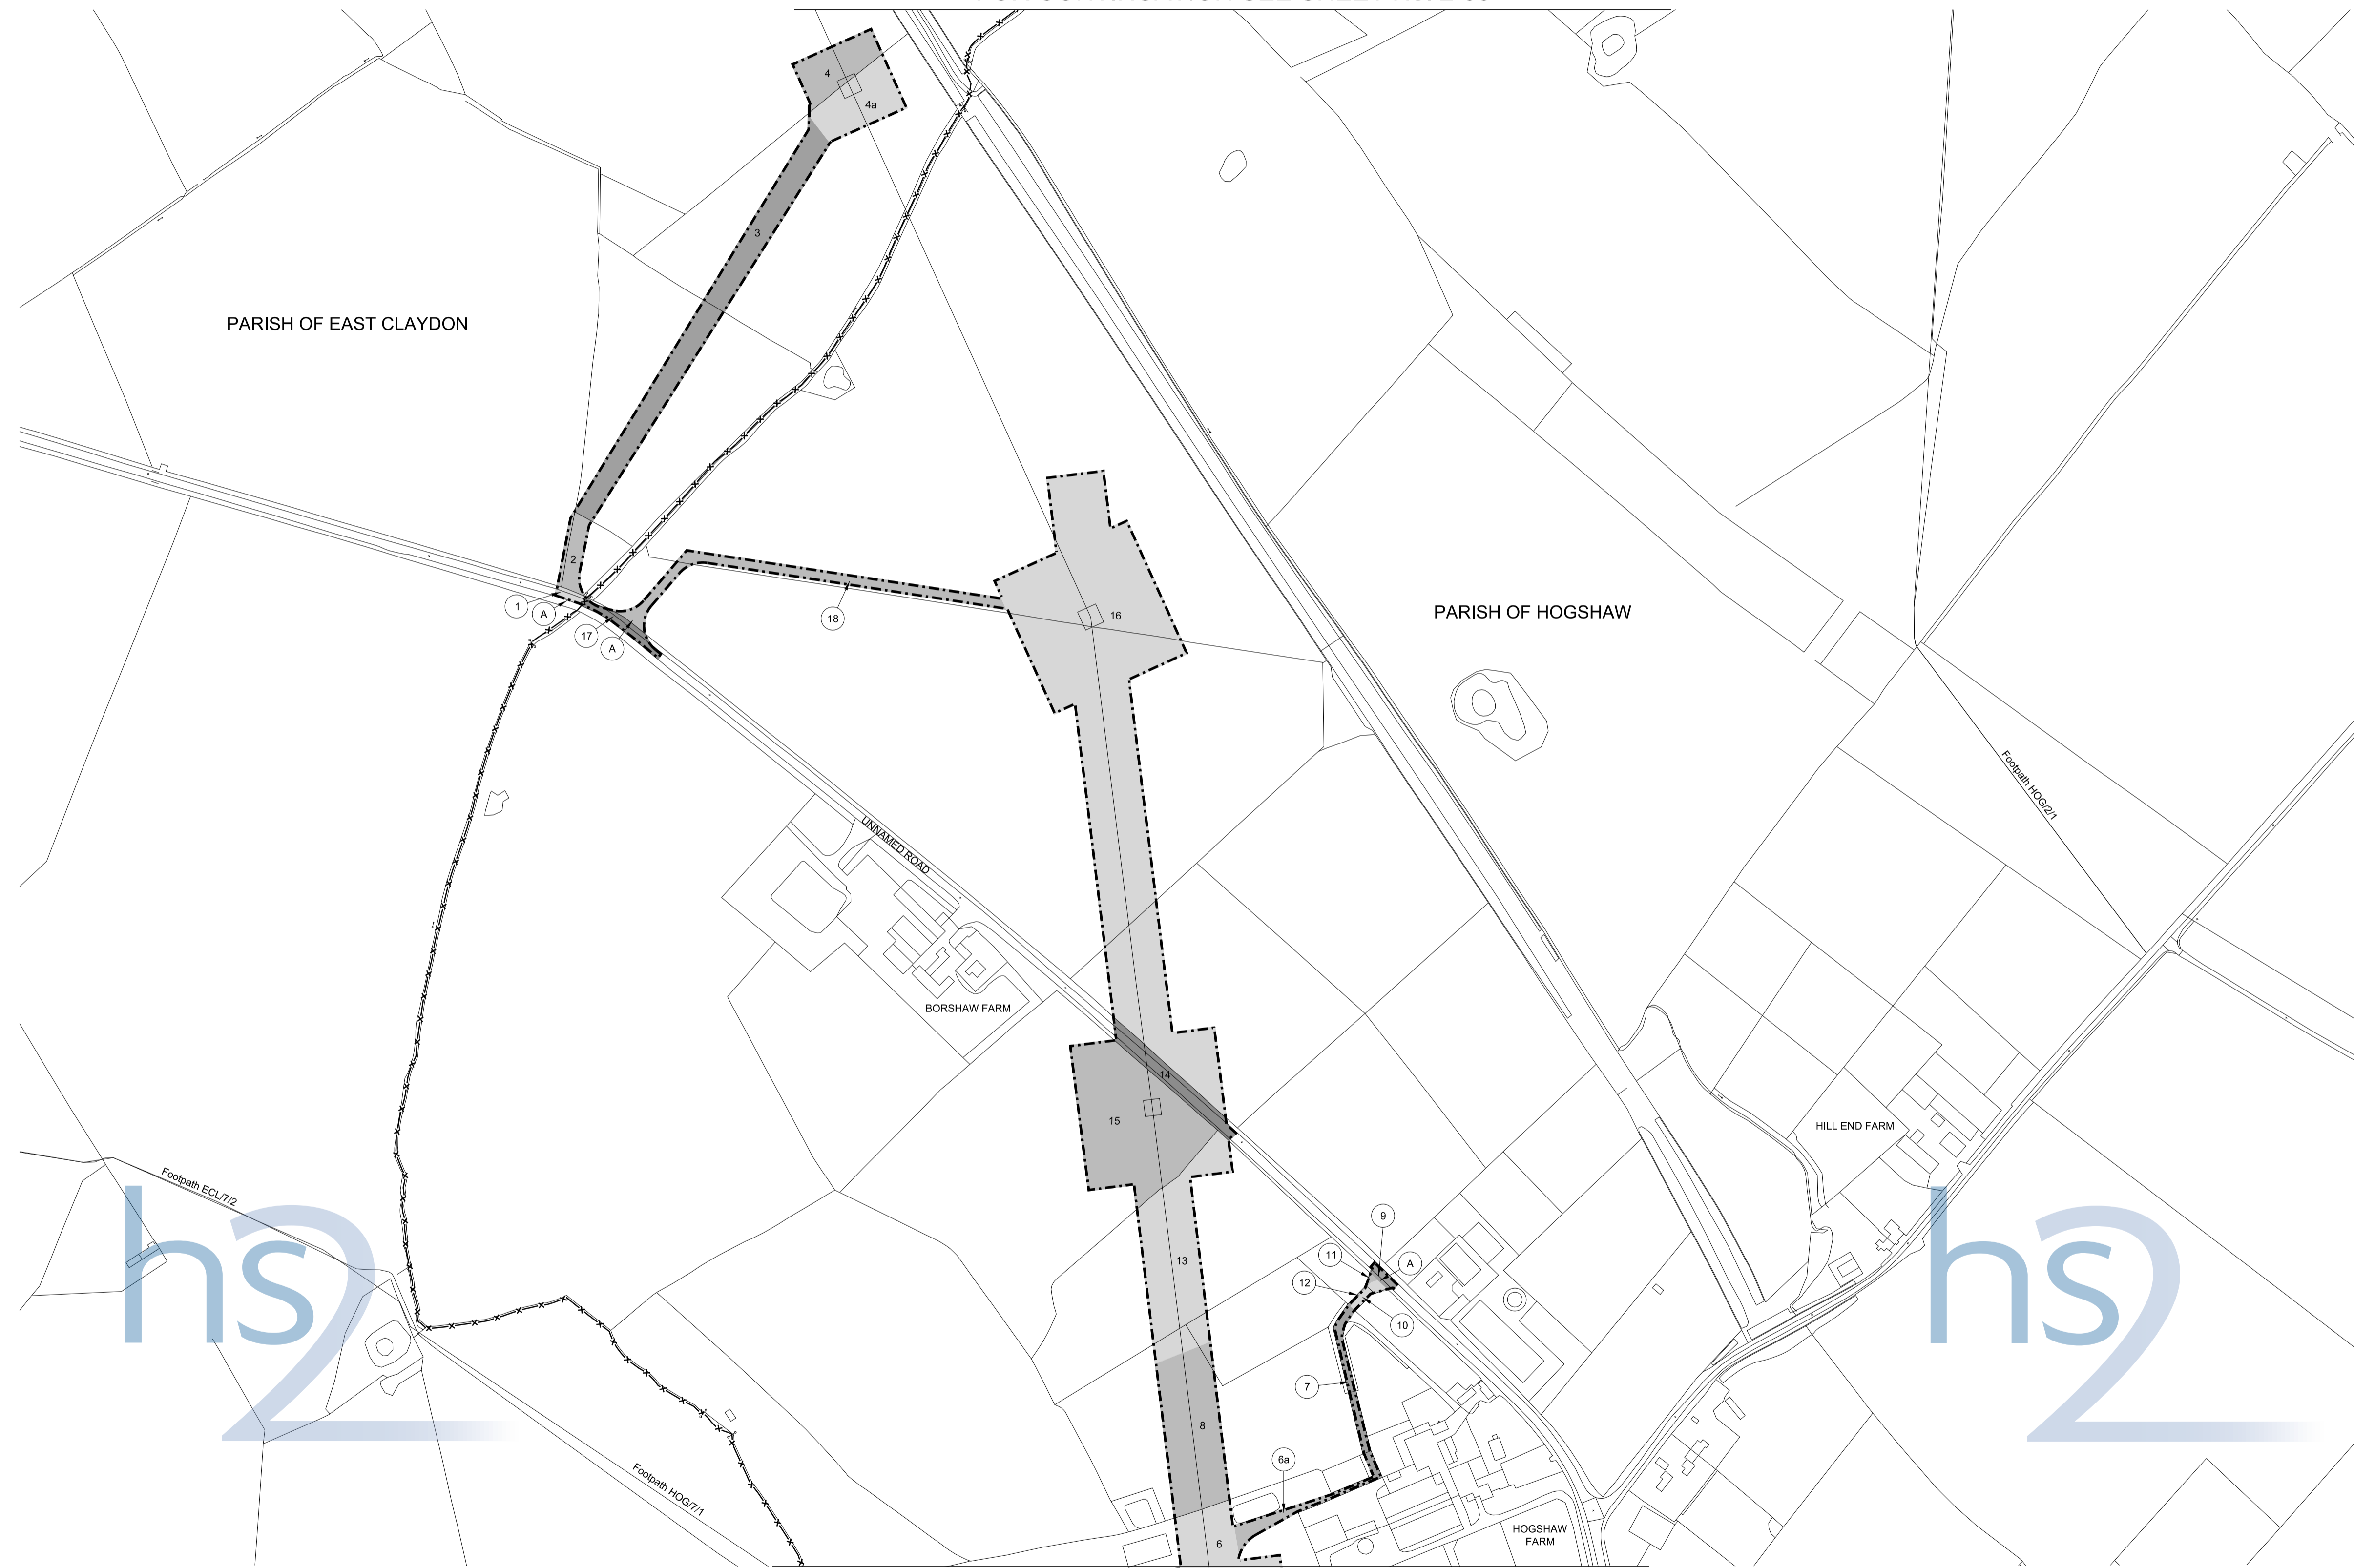 4
4a
3
PARISH OF EAST CLAYDON
2
1
A
17
A
18
16
PARISH OF HOGSHAW
Footpath HOG/2/1
UNNAMED ROAD
BORSHAW FARM
14
15
HILL END FARM
Footpath ECL/7/2
hs2
hs2
9
11
A
13
12
10
7
8
6a
Footpath HOG/7/1
HOGSHAW
FARM
6